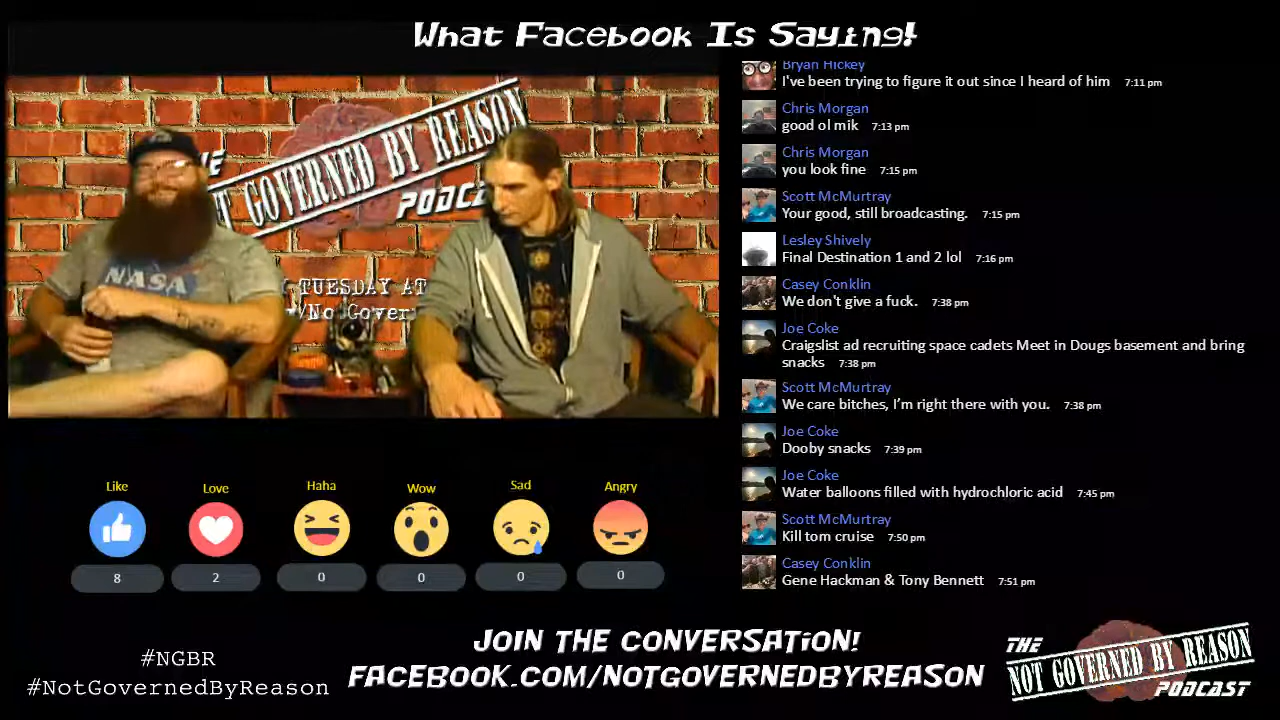 What Facebook Is Saying!
THE
NOT GOVERNED BY REASON
PODCAST
NASA
TUESDAY AT
/No Gover
Bryan Hickey
I've been trying to figure it out since I heard of him 7:11 pm
Chris Morgan
good ol mik 7:13 pm
Chris Morgan
you look fine 7:15 pm
Scott McMurtray
Your good, still broadcasting. 7:15 pm
Lesley Shively
Final Destination 1 and 2 lol 7:16 pm
Casey Conklin
We don't give a fuck. 7:38 pm
Joe Coke
Craigslist ad recruiting space cadets Meet in Dougs basement and bring
snacks 7:38 pm
Scott McMurtray
We care bitches, I'm right there with you. 7:38 pm
Joe Coke
Dooby snacks 7:39 pm
Joe Coke
Water balloons filled with hydrochloric acid 7:45 pm
Scott McMurtray
Kill tom cruise 7:50 pm
Casey Conklin
Gene Hackman & Tony Bennett 7:51 pm
Like Love Haha Wow Sad Angry
8 2 0 0 0 0
#NGBR
#NotGovernedByReason
JOIN THE CONVERSATION!
FACEBOOK.COM/NOTGOVERNEDBYREASON
THE
NOT GOVERNED BY REASON
PODCAST